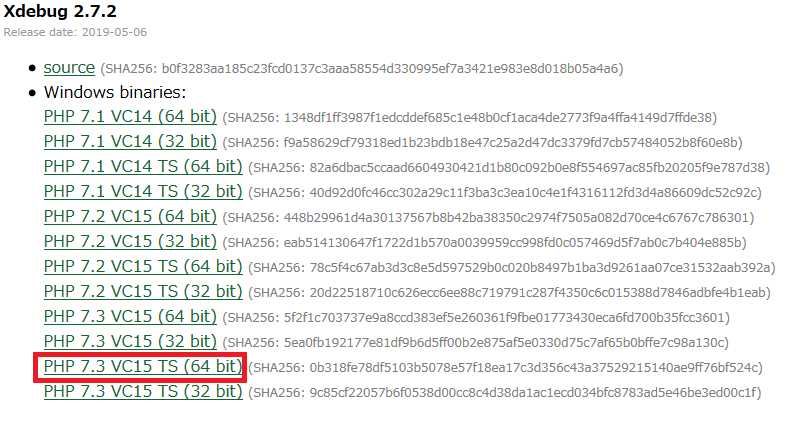 Xdebug 2.7.2
Release date: 2019-05-06
source (SHA256: b0f3283aa185c23fcd0137c3aaa58554d330995ef7a3421e983e8d018b05a4a6)
Windows binaries:
PHP 7.1 VC14 (64 bit) (SHA256: 1348df1ff3987f1edcddef685c1e48b0cf1aca4de2773f9a4ffa4149d7ffde38)
PHP 7.1 VC14 (32 bit) (SHA256: f9a58629cf79318ed1b23bdb18e47c25a2d47dc3379fd7cb57484052b8f60e8b)
PHP 7.1 VC14 TS (64 bit) (SHA256: 82a6dbac5ccaad6604930421d1b80c092b0e8f554697ac85fb20205f9e787d38)
PHP 7.1 VC14 TS (32 bit) (SHA256: 40d92d0fc46cc302a29c11f3ba3c3ea10c4e1f4316112fd3d4a86609dc52c92c)
PHP 7.2 VC15 (64 bit) (SHA256: 448b29961d4a30137567b8b42ba38350c2974f7505a082d70ce4c6767c786301)
PHP 7.2 VC15 (32 bit) (SHA256: eab514130647f1722d1b570a0039959cc998fd0c057469d5f7ab0c7b404e885b)
PHP 7.2 VC15 TS (64 bit) (SHA256: 78c5f4c67ab3d3c8e5d597529b0c020b8497b1ba3d9261aa07ce31532aab392a)
PHP 7.2 VC15 TS (32 bit) (SHA256: 20d22518710c626ecc6ee88c719791c287f4350c6c015388d7846adbfe4b1eab)
PHP 7.3 VC15 (64 bit) (SHA256: 5f2f1c703737e9a8ccd383ef5e260361f9fbe01773430eca6fd700b35fcc3601)
PHP 7.3 VC15 (32 bit) (SHA256: 5ea0fb192177e81df9b6d5ff00b2e875af5e0330d75c7af65b0bffe7c98a130c)
PHP 7.3 VC15 TS (64 bit) (SHA256: 0b318fe78df5103b5078e57f18ea17c3d356c43a37529215140ae9ff76bf524c)
PHP 7.3 VC15 TS (32 bit) (SHA256: 9c85cf22057b6f0538d00cc8c4d38da1ac1ecd034bfc8783ad5e46be3ed00c1f)